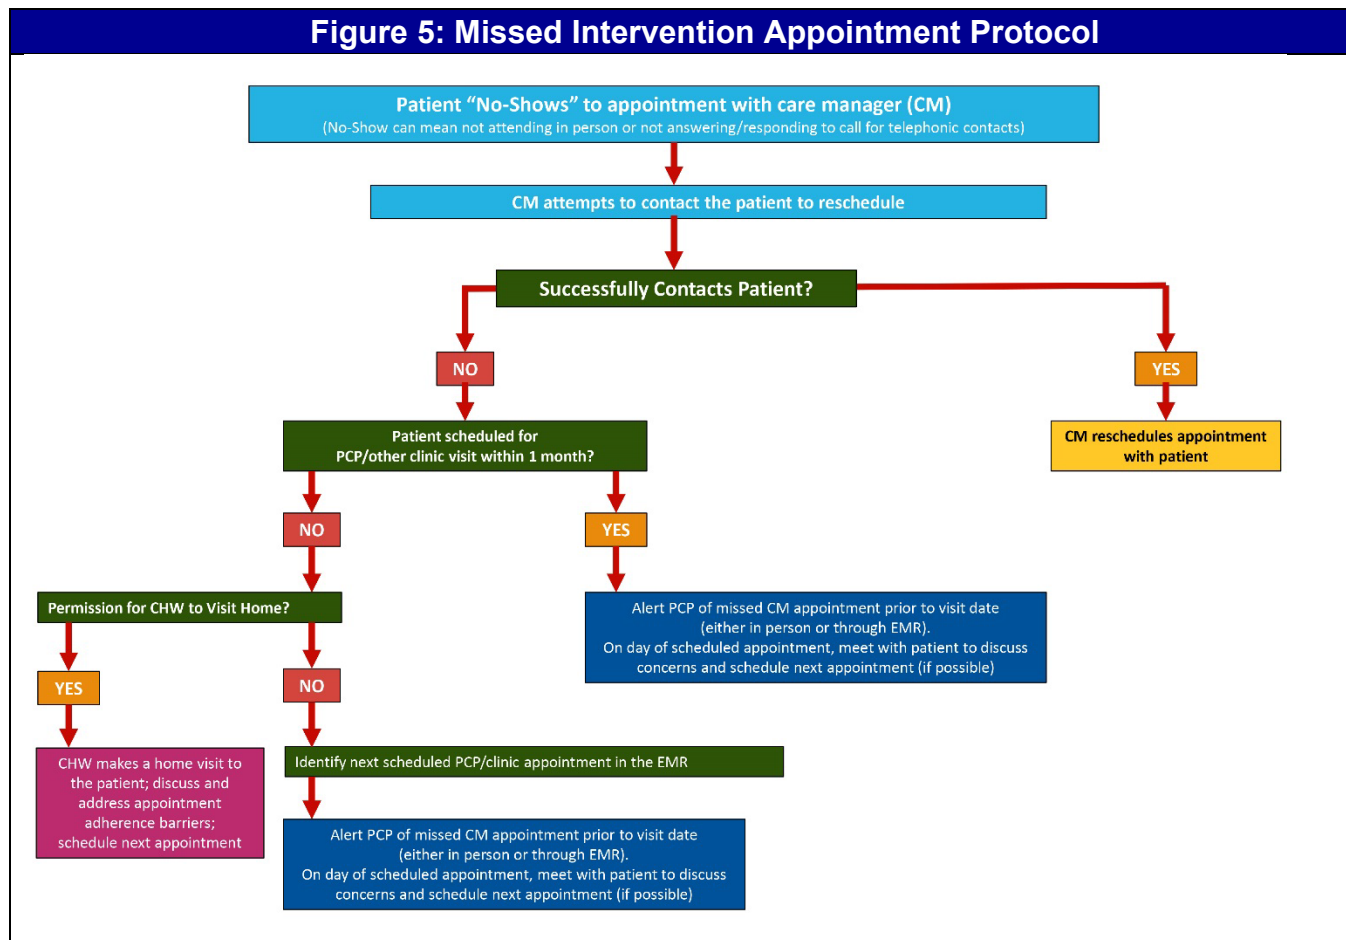 Figure 5: Missed Intervention Appointment Protocol
Patient “No-Shows” to appointment with care manager (CM)
(No-Show can mean not attending in person or not answering/responding to call for telephonic contacts)
CM attempts to contact the patient to reschedule
Successfully Contacts Patient?
NO
YES
Patient scheduled for
PCP/other clinic visit within 1 month?
CM reschedules appointment
with patient
NO
YES
Permission for CHW to Visit Home?
Alert PCP of missed CM appointment prior to visit date
(either in person or through EMR).
On day of scheduled appointment, meet with patient to discuss
concerns and schedule next appointment (if possible)
YES
NO
CHW makes a home visit to
the patient; discuss and
address appointment
adherence barriers;
schedule next appointment
Identify next scheduled PCP/clinic appointment in the EMR
Alert PCP of missed CM appointment prior to visit date
(either in person or through EMR).
On day of scheduled appointment, meet with patient to discuss
concerns and schedule next appointment (if possible)